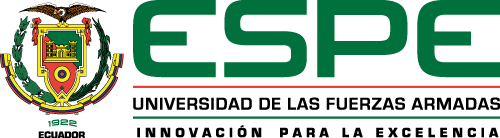 ESPE
UNIVERSIDAD DE LAS FUERZAS ARMADAS
INNOVACIÓN PARA LA EXCELENCIA
1922
ECUADOR